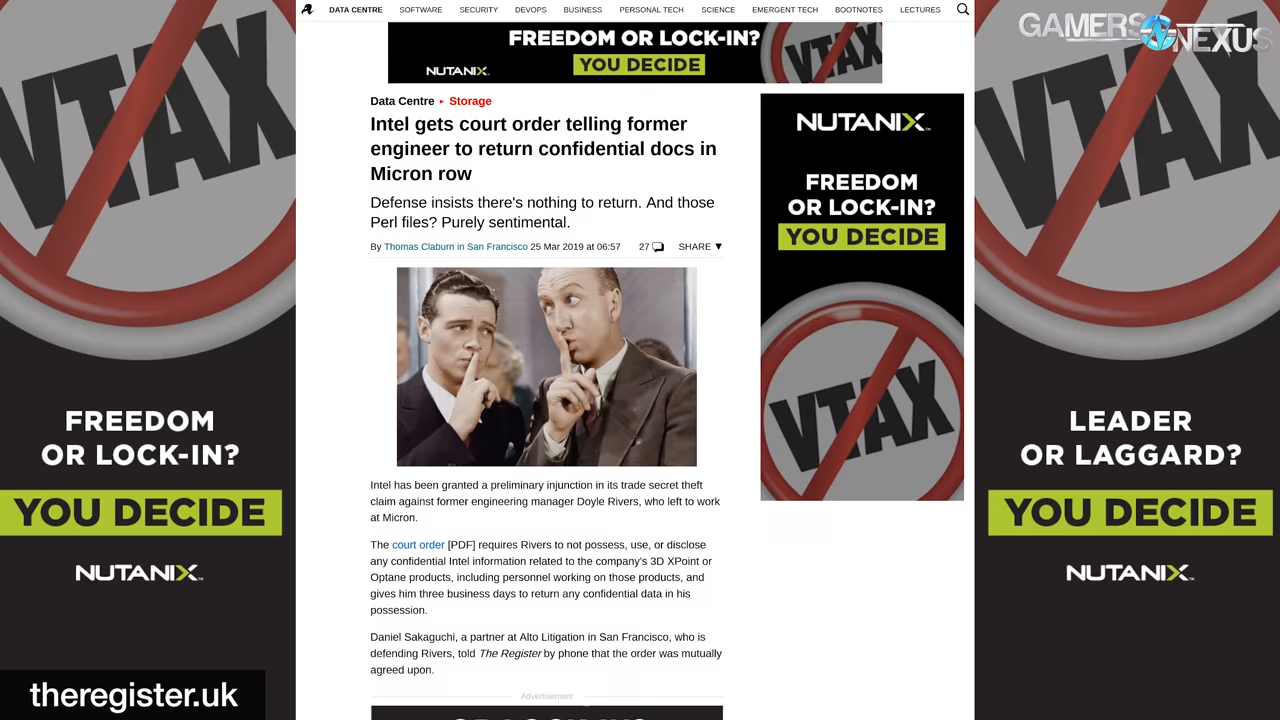 DATA CENTRE SOFTWARE SECURITY DEVOPS BUSINESS PERSONAL TECH SCIENCE EMERGENT TECH BOOTNOTES LECTURES
GAMERS NEXUS
FREEDOM OR LOCK-IN?
YOU DECIDE
NUTANIX™
VTAX
Data Centre ▸ Storage
Intel gets court order telling former
engineer to return confidential docs in
Micron row
Defense insists there's nothing to return. And those
Perl files? Purely sentimental.
By Thomas Claburn in San Francisco 25 Mar 2019 at 06:57 27 SHARE ▼
Intel has been granted a preliminary injunction in its trade secret theft
claim against former engineering manager Doyle Rivers, who left to work
at Micron.
The court order [PDF] requires Rivers to not possess, use, or disclose
any confidential Intel information related to the company's 3D XPoint or
Optane products, including personnel working on those products, and
gives him three business days to return any confidential data in his
possession.
Daniel Sakaguchi, a partner at Alto Litigation in San Francisco, who is
defending Rivers, told The Register by phone that the order was mutually
agreed upon.
Advertisement
NUTANIX™
FREEDOM
OR LOCK-IN?
YOU DECIDE
VTAX
VTAX
FREEDOM
OR LOCK-IN?
YOU DECIDE
NUTANIX™
VTAX
LEADER
OR LAGGARD?
YOU DECIDE
NUTANIX™
theregister.uk